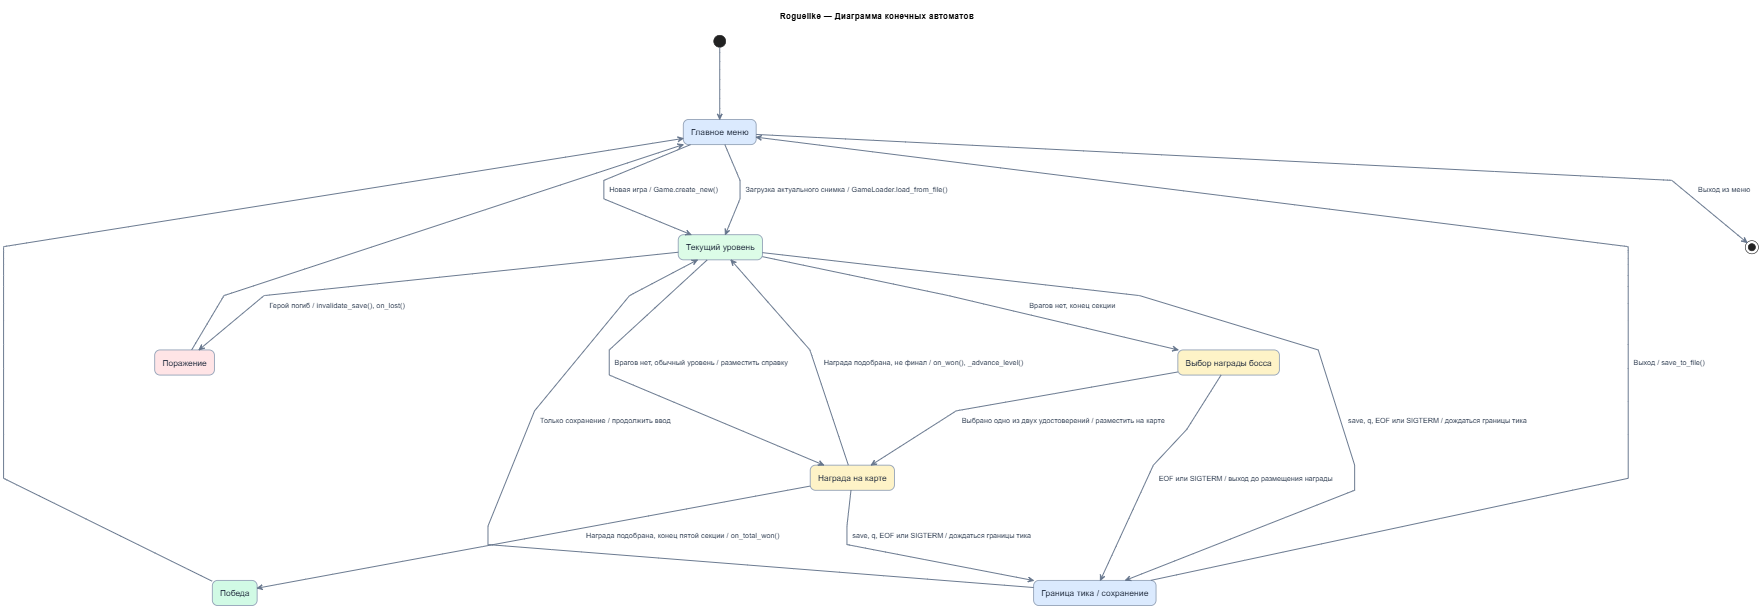 Roguelike — Диаграмма конечных автоматов
Главное меню
Новая игра / Game.create_new()
Загрузка актуального снимка / GameLoader.load_from_file()
Выход из меню
Текущий уровень
Герой погиб / invalidate_save(), on_lost()
Врагов нет, конец секции
Поражение
Врагов нет, обычный уровень / разместить справку
Награда подобрана, не финал / on_won(), _advance_level()
Выбор награды босса
Выход / save_to_file()
Только сохранение / продолжить ввод
Выбрано одно из двух удостоверений / разместить на карте
save, q, EOF или SIGTERM / дождаться границы тика
Награда на карте
EOF или SIGTERM / выход до размещения награды
Награда подобрана, конец пятой секции / on_total_won()
save, q, EOF или SIGTERM / дождаться границы тика
Победа
Граница тика / сохранение